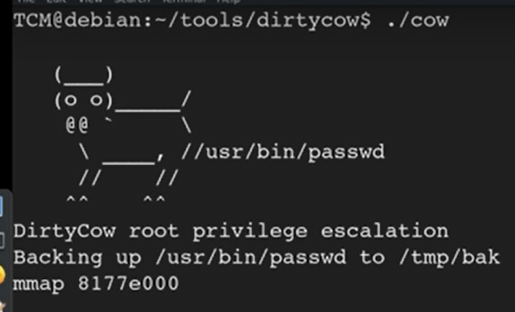 TCM@debian:~/tools/dirtycow$ ./cow
(___)
(o o)_____/
@@ ` \
\ ____, //usr/bin/passwd
// //
^^ ^^
DirtyCow root privilege escalation
Backing up /usr/bin/passwd to /tmp/bak
mmap 8177e000